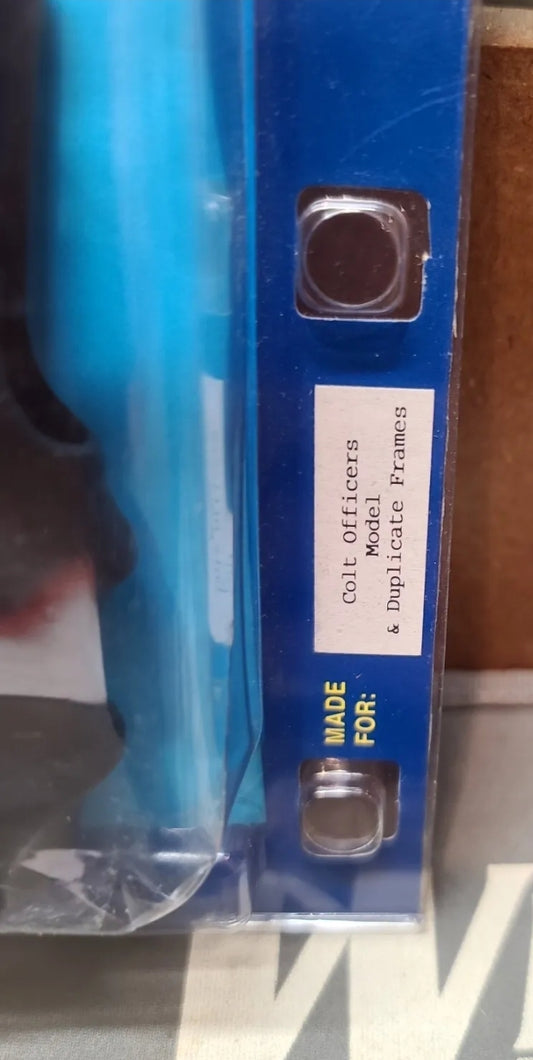 MADE
FOR:
Colt Officers
Model
& Duplicate Frames